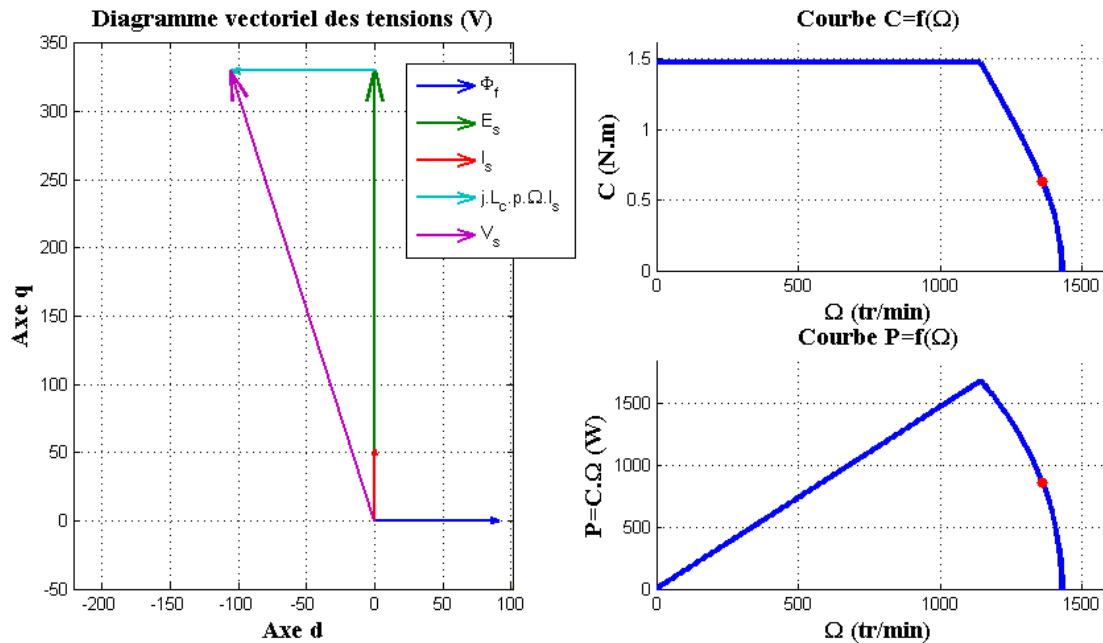 Diagramme vectoriel des tensions (V)
350
300
250
200
150
100
50
0
-50
-200
-150
-100
-50
0
50
100
Axe q
Axe d
Φf
Es
Is
j.Lc.p.Ω.Is
Vs
Courbe C=f(Ω)
1.5
1
0.5
0
0
500
1000
1500
C (N.m)
Ω (tr/min)
Courbe P=f(Ω)
1500
1000
500
0
0
500
1000
1500
P=C.Ω (W)
Ω (tr/min)